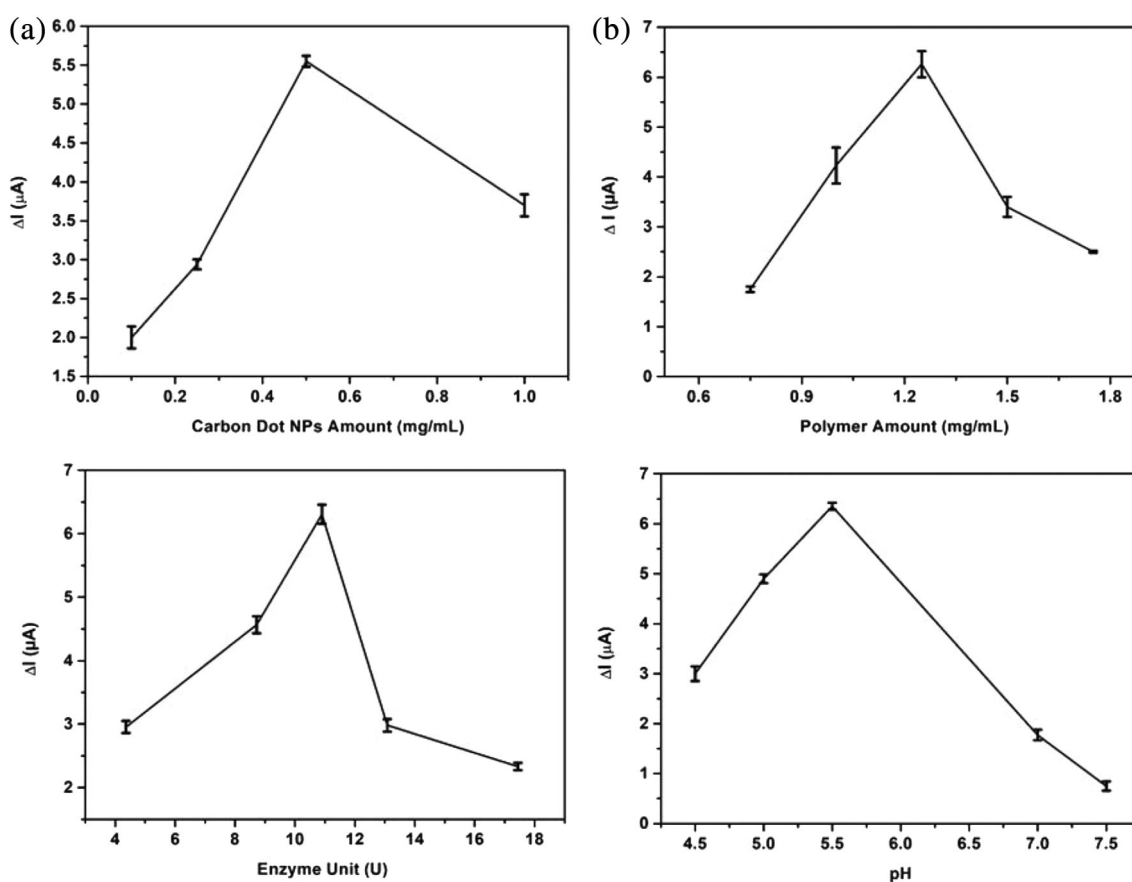 (a)
6.0
5.5
5.0
4.5
4.0
3.5
3.0
2.5
2.0
1.5
ΔI (μA)
0.0 0.2 0.4 0.6 0.8 1.0
Carbon Dot NPs Amount (mg/mL)
(b)
7
6
5
4
3
2
1
0
Δ I (μA)
0.6 0.9 1.2 1.5 1.8
Polymer Amount (mg/mL)
7
6
5
4
3
2
ΔI (μA)
4 6 8 10 12 14 16 18
Enzyme Unit (U)
7
6
5
4
3
2
1
0
ΔI (μA)
4.5 5.0 5.5 6.0 6.5 7.0 7.5
pH